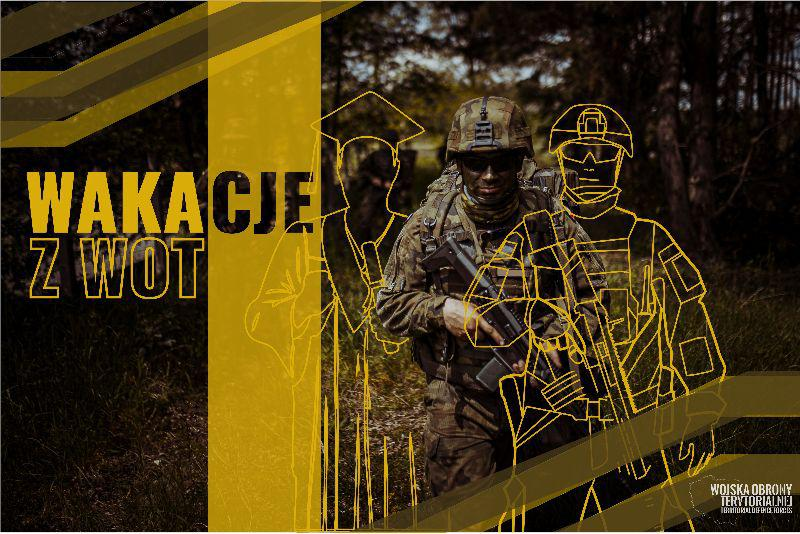 WAKACJE
Z WOT
WOJSKA OBRONY
TERYTORIALNEJ
TERRITORIAL DEFENCE FORCES